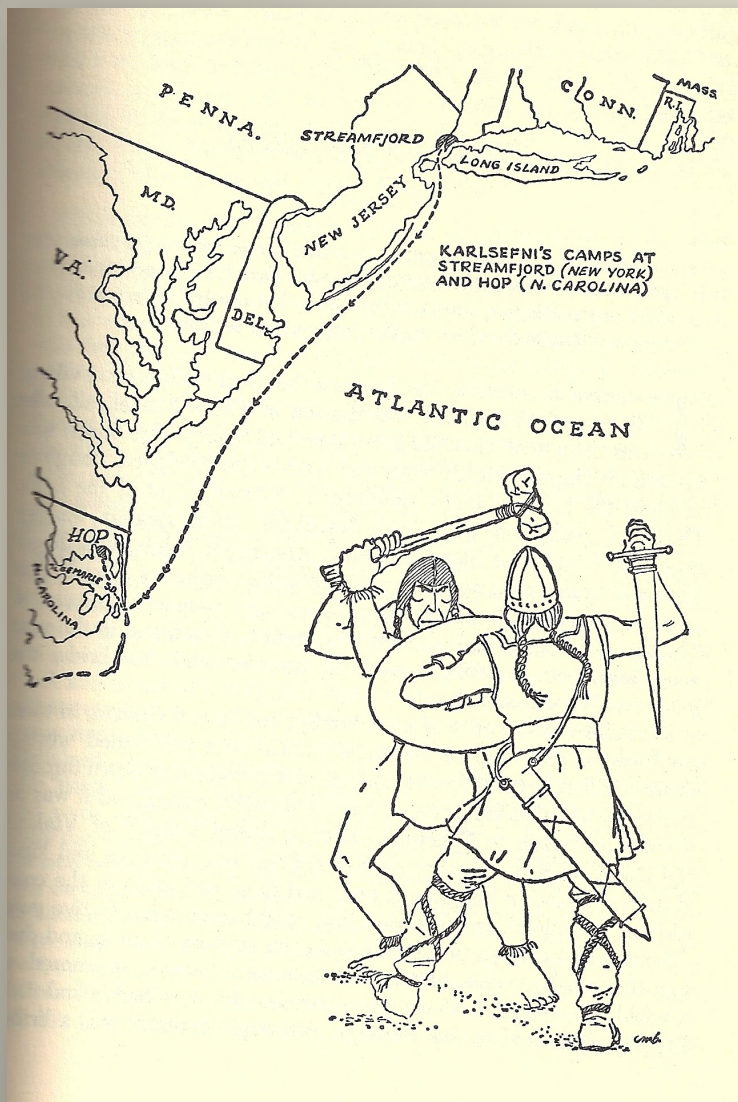 PENNA.
CONN.
MASS.
R.I.
STREAMFJORD
LONG ISLAND
MD.
NEW JERSEY
VA.
KARLSEFNI'S CAMPS AT
STREAMFJORD (NEW YORK)
AND HOP (N. CAROLINA)
DEL.
ATLANTIC OCEAN
HOP
N. CAROLINA
cmb.